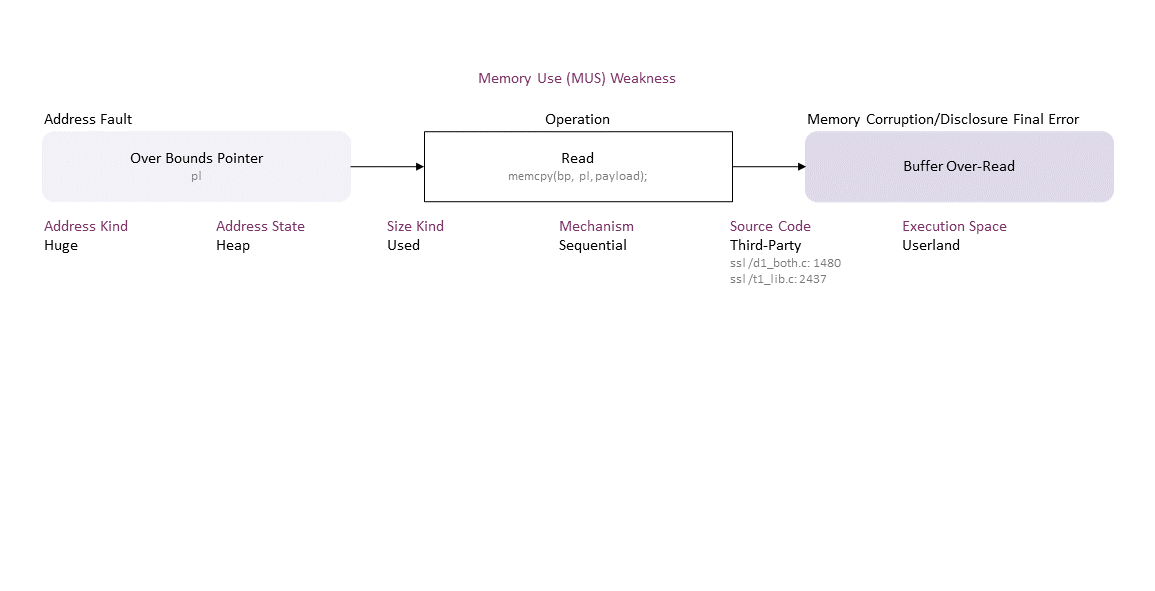 Memory Use (MUS) Weakness
Address Fault
Operation
Memory Corruption/Disclosure Final Error
Over Bounds Pointer
pl
Read
memcpy(bp, pl, payload);
Buffer Over-Read
Address Kind
Huge
Address State
Heap
Size Kind
Used
Mechanism
Sequential
Source Code
Third-Party
ssl/d1_both.c: 1480
ssl/t1_lib.c: 2437
Execution Space
Userland